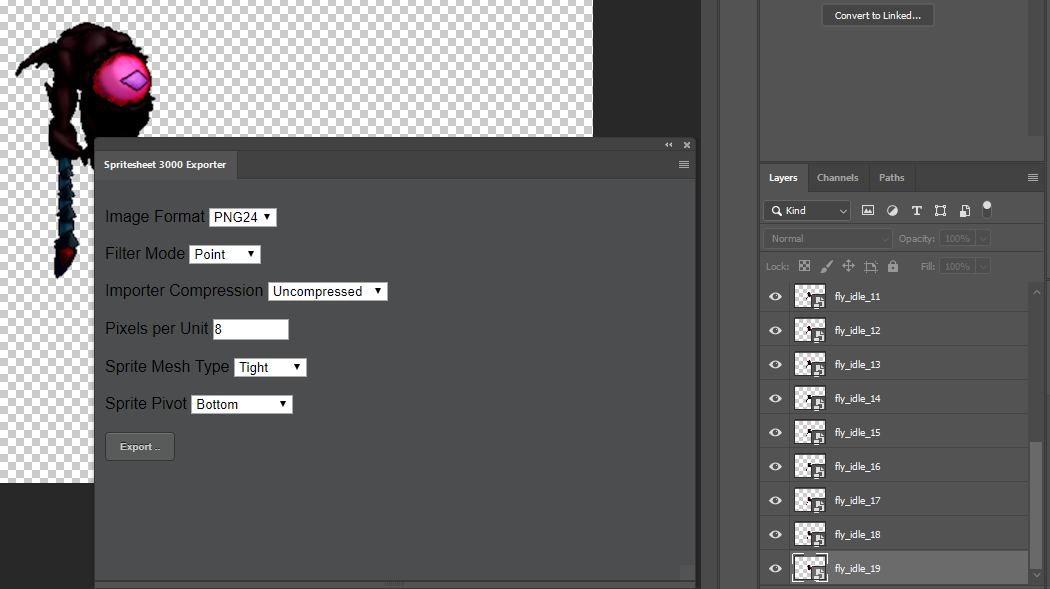 Convert to Linked...
Spritesheet 3000 Exporter
Image Format PNG24
Filter Mode Point
Importer Compression Uncompressed
Pixels per Unit 8
Sprite Mesh Type Tight
Sprite Pivot Bottom
Export ..
Layers Channels Paths
Kind
Normal Opacity: 100%
Lock: Fill: 100%
fly_idle_11
fly_idle_12
fly_idle_13
fly_idle_14
fly_idle_15
fly_idle_16
fly_idle_17
fly_idle_18
fly_idle_19